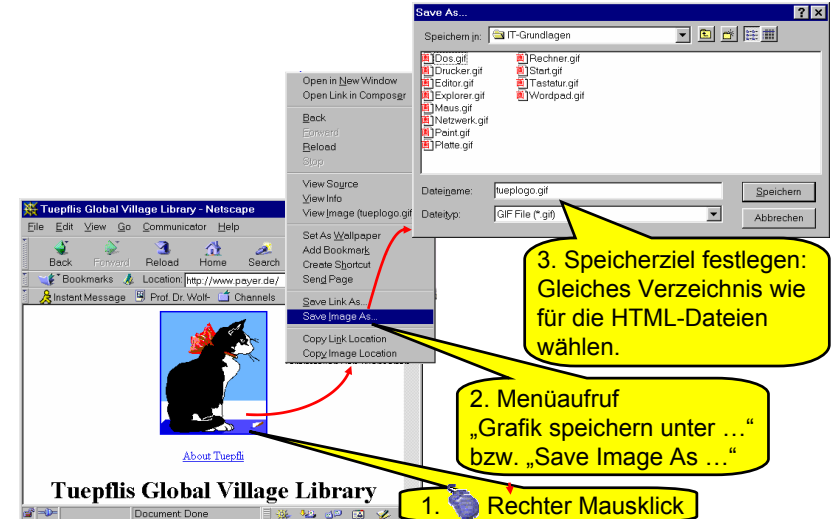 Save As...
Speichern in: IT-Grundlagen
Dos.gif
Drucker.gif
Editor.gif
Explorer.gif
Maus.gif
Netzwerk.gif
Paint.gif
Platte.gif
Rechner.gif
Start.gif
Tastatur.gif
Wordpad.gif
Dateiname: tueplogo.gif
Speichern
Dateityp: GIF File (*.gif)
Abbrechen
Open in New Window
Open Link in Composer
Back
Forward
Reload
Stop
View Source
View Info
View Image (tueplogo.gif
Set As Wallpaper
Add Bookmark
Create Shortcut
Send Page
Save Link As...
Save Image As...
Copy Link Location
Copy Image Location
Tuepflis Global Village Library - Netscape
File Edit View Go Communicator Help
Back Forward Reload Home Search
Bookmarks Location: http://www.payer.de/
Instant Message Prof. Dr. Wolf- Channels
About Tuepfli
Tuepflis Global Village Library
Document Done
3. Speicherziel festlegen:
Gleiches Verzeichnis wie
für die HTML-Dateien
wählen.
2. Menüaufruf
„Grafik speichern unter …“
bzw. „Save Image As …“
1. Rechter Mausklick